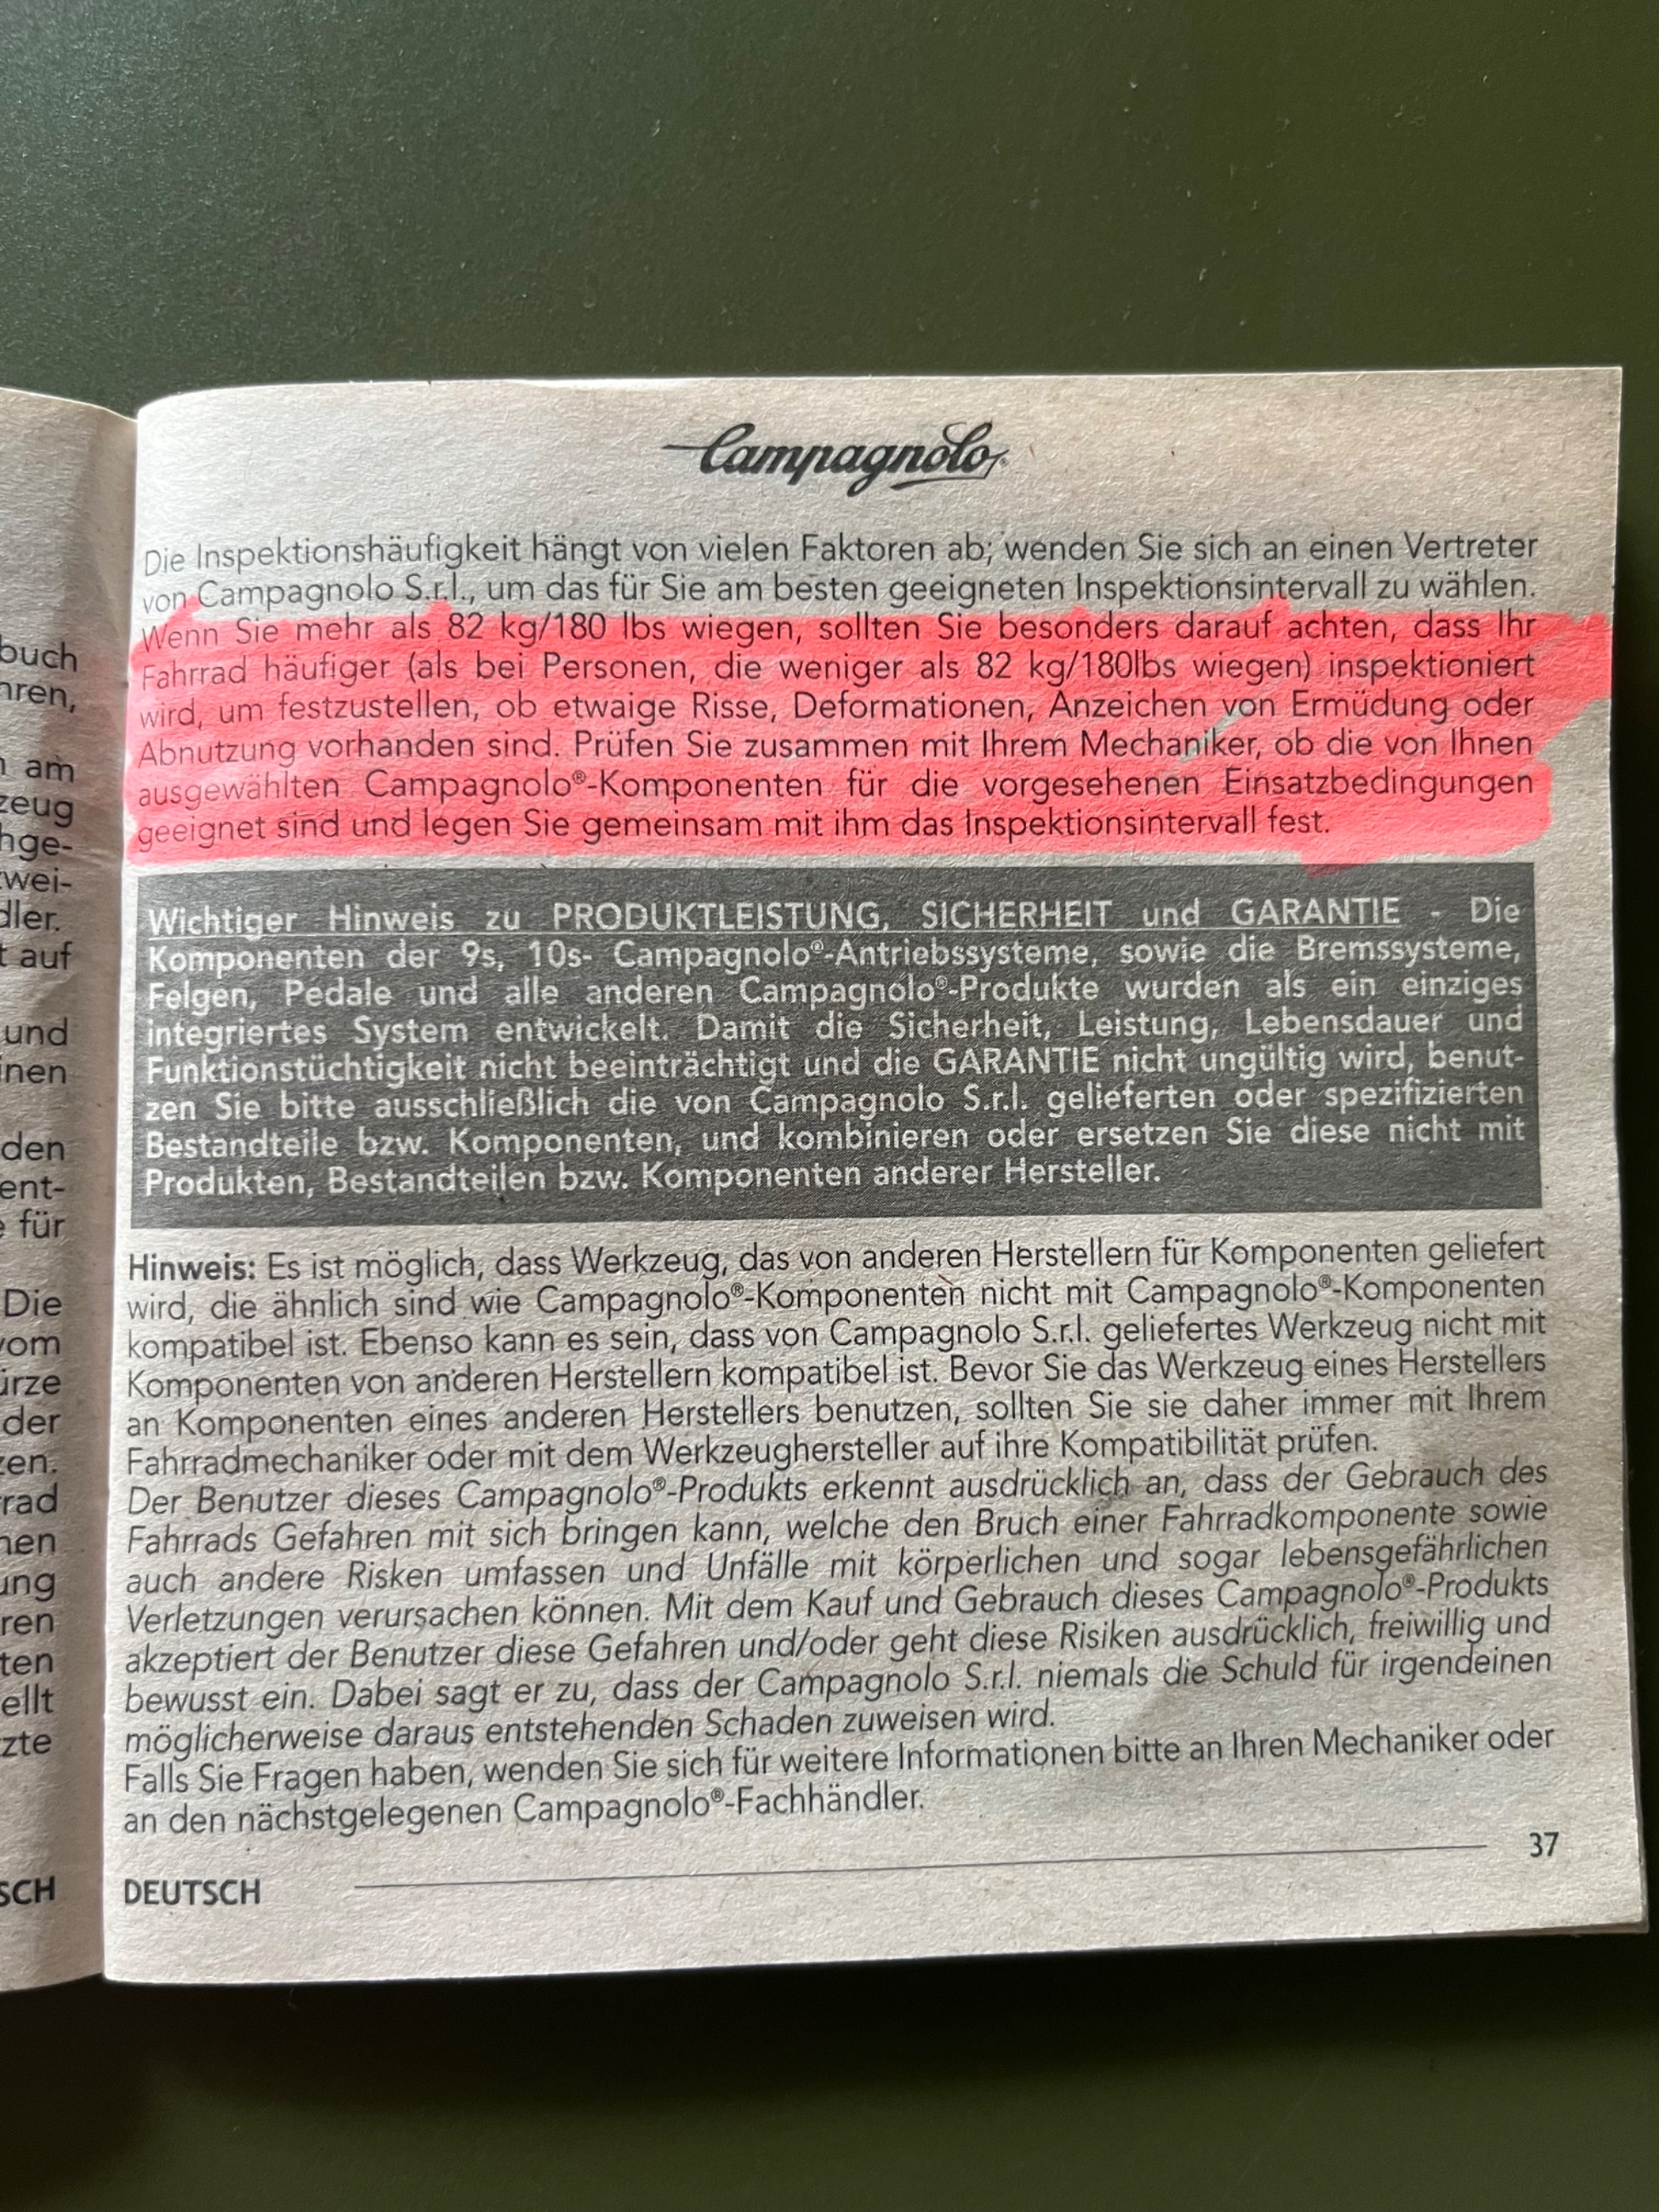 Campagnolo®
Die Inspektionshäufigkeit hängt von vielen Faktoren ab; wenden Sie sich an einen Vertreter
von Campagnolo S.r.l., um das für Sie am besten geeigneten Inspektionsintervall zu wählen.
Wenn Sie mehr als 82 kg/180 lbs wiegen, sollten Sie besonders darauf achten, dass Ihr
Fahrrad häufiger (als bei Personen, die weniger als 82 kg/180lbs wiegen) inspektioniert
wird, um festzustellen, ob etwaige Risse, Deformationen, Anzeichen von Ermüdung oder
Abnutzung vorhanden sind. Prüfen Sie zusammen mit Ihrem Mechaniker, ob die von Ihnen
ausgewählten Campagnolo®-Komponenten für die vorgesehenen Einsatzbedingungen
geeignet sind und legen Sie gemeinsam mit ihm das Inspektionsintervall fest.
Wichtiger Hinweis zu PRODUKTLEISTUNG, SICHERHEIT und GARANTIE - Die
Komponenten der 9s, 10s- Campagnolo®-Antriebssysteme, sowie die Bremssysteme,
Felgen, Pedale und alle anderen Campagnolo®-Produkte wurden als ein einziges
integriertes System entwickelt. Damit die Sicherheit, Leistung, Lebensdauer und
Funktionstüchtigkeit nicht beeinträchtigt und die GARANTIE nicht ungültig wird, benut-
zen Sie bitte ausschließlich die von Campagnolo S.r.l. gelieferten oder spezifizierten
Bestandteile bzw. Komponenten, und kombinieren oder ersetzen Sie diese nicht mit
Produkten, Bestandteilen bzw. Komponenten anderer Hersteller.
Hinweis: Es ist möglich, dass Werkzeug, das von anderen Herstellern für Komponenten geliefert
wird, die ähnlich sind wie Campagnolo®-Komponenten nicht mit Campagnolo®-Komponenten
kompatibel ist. Ebenso kann es sein, dass von Campagnolo S.r.l. geliefertes Werkzeug nicht mit
Komponenten von anderen Herstellern kompatibel ist. Bevor Sie das Werkzeug eines Herstellers
an Komponenten eines anderen Herstellers benutzen, sollten Sie sie daher immer mit Ihrem
Fahrradmechaniker oder mit dem Werkzeughersteller auf ihre Kompatibilität prüfen.
Der Benutzer dieses Campagnolo®-Produkts erkennt ausdrücklich an, dass der Gebrauch des
Fahrrads Gefahren mit sich bringen kann, welche den Bruch einer Fahrradkomponente sowie
auch andere Risken umfassen und Unfälle mit körperlichen und sogar lebensgefährlichen
Verletzungen verursachen können. Mit dem Kauf und Gebrauch dieses Campagnolo®-Produkts
akzeptiert der Benutzer diese Gefahren und/oder geht diese Risiken ausdrücklich, freiwillig und
bewusst ein. Dabei sagt er zu, dass der Campagnolo S.r.l. niemals die Schuld für irgendeinen
möglicherweise daraus entstehenden Schaden zuweisen wird.
Falls Sie Fragen haben, wenden Sie sich für weitere Informationen bitte an Ihren Mechaniker oder
an den nächstgelegenen Campagnolo®-Fachhändler.
37
DEUTSCH